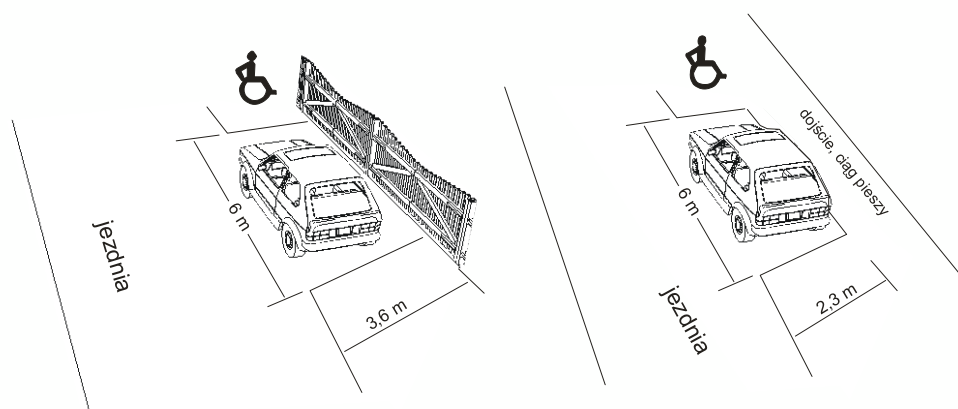 jezdnia
6 m
3,6 m
jezdnia
6 m
2,3 m
dojście, ciąg pieszy